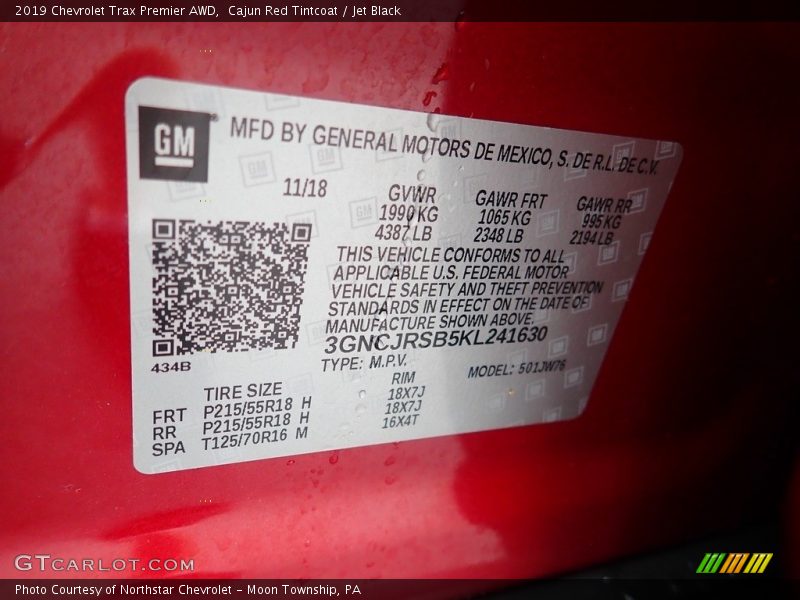 2019 Chevrolet Trax Premier AWD,  Cajun Red Tintcoat / Jet Black
GM
MFD BY GENERAL MOTORS DE MEXICO, S. DE R.L. DE C.V.
11/18
GVWR GAWR FRT GAWR RR
1990 KG 1065 KG 995 KG
4387 LB 2348 LB 2194 LB
THIS VEHICLE CONFORMS TO ALL
APPLICABLE U.S. FEDERAL MOTOR
VEHICLE SAFETY AND THEFT PREVENTION
STANDARDS IN EFFECT ON THE DATE OF
MANUFACTURE SHOWN ABOVE.
3GNCJRSB5KL241630
434B
TYPE: M.P.V. MODEL: 501JW76
TIRE SIZE RIM
FRT P215/55R18 H 18X7J
RR P215/55R18 H 18X7J
SPA T125/70R16 M 16X4T
GTCARLOT.COM
Photo Courtesy of Northstar Chevrolet - Moon Township, PA